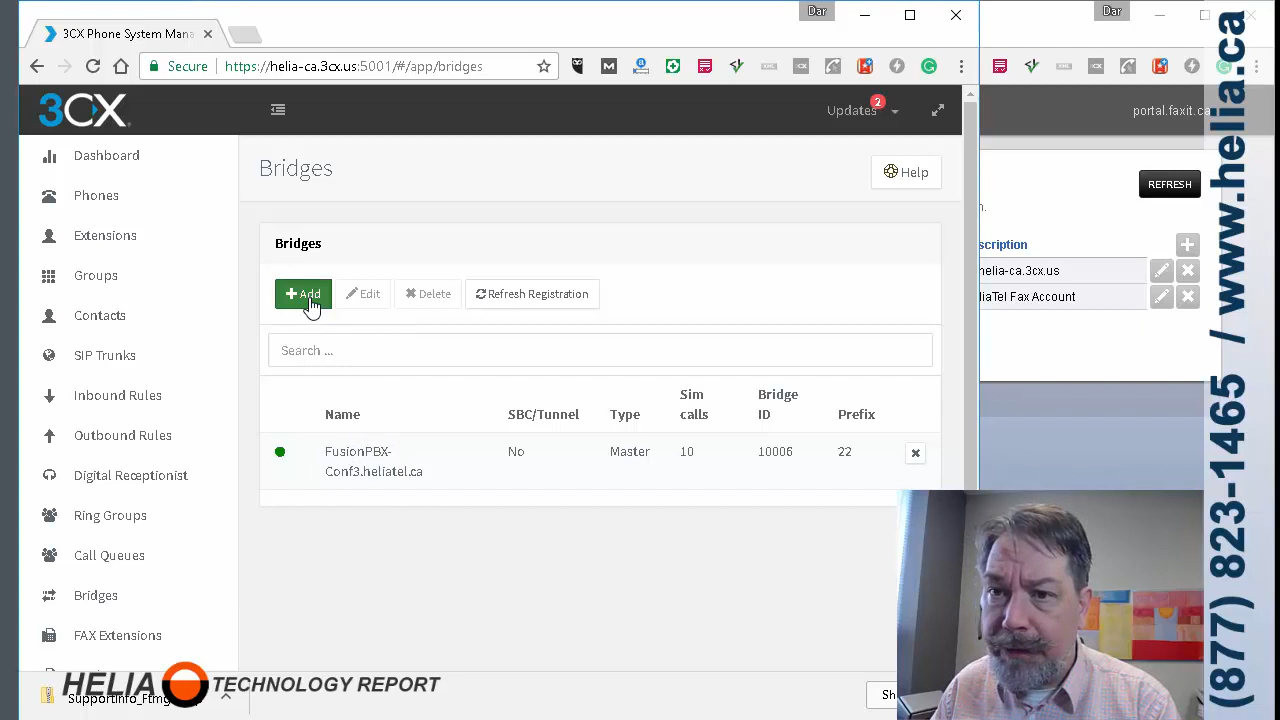 Dar
Dar
3CX Phone System Mana
Secure
https://helia-ca.3cx.us:5001/#/app/bridges
3CX
Updates
2
portal.faxit.ca
Dashboard
Phones
Extensions
Groups
Contacts
SIP Trunks
Inbound Rules
Outbound Rules
Digital Receptionist
Ring Groups
Call Queues
Bridges
FAX Extensions
Bridges
Help
Bridges
Add
Edit
Delete
Refresh Registration
Search ...
Name
SBC/Tunnel
Type
Sim calls
Bridge ID
Prefix
FusionPBX-
Conf3.heliatel.ca
No
Master
10
10006
22
REFRESH
n.
scription
helia-ca.3cx.us
liaTel Fax Account
HELIA TECHNOLOGY REPORT
Sh
(877) 823-1465 / www.helia.ca